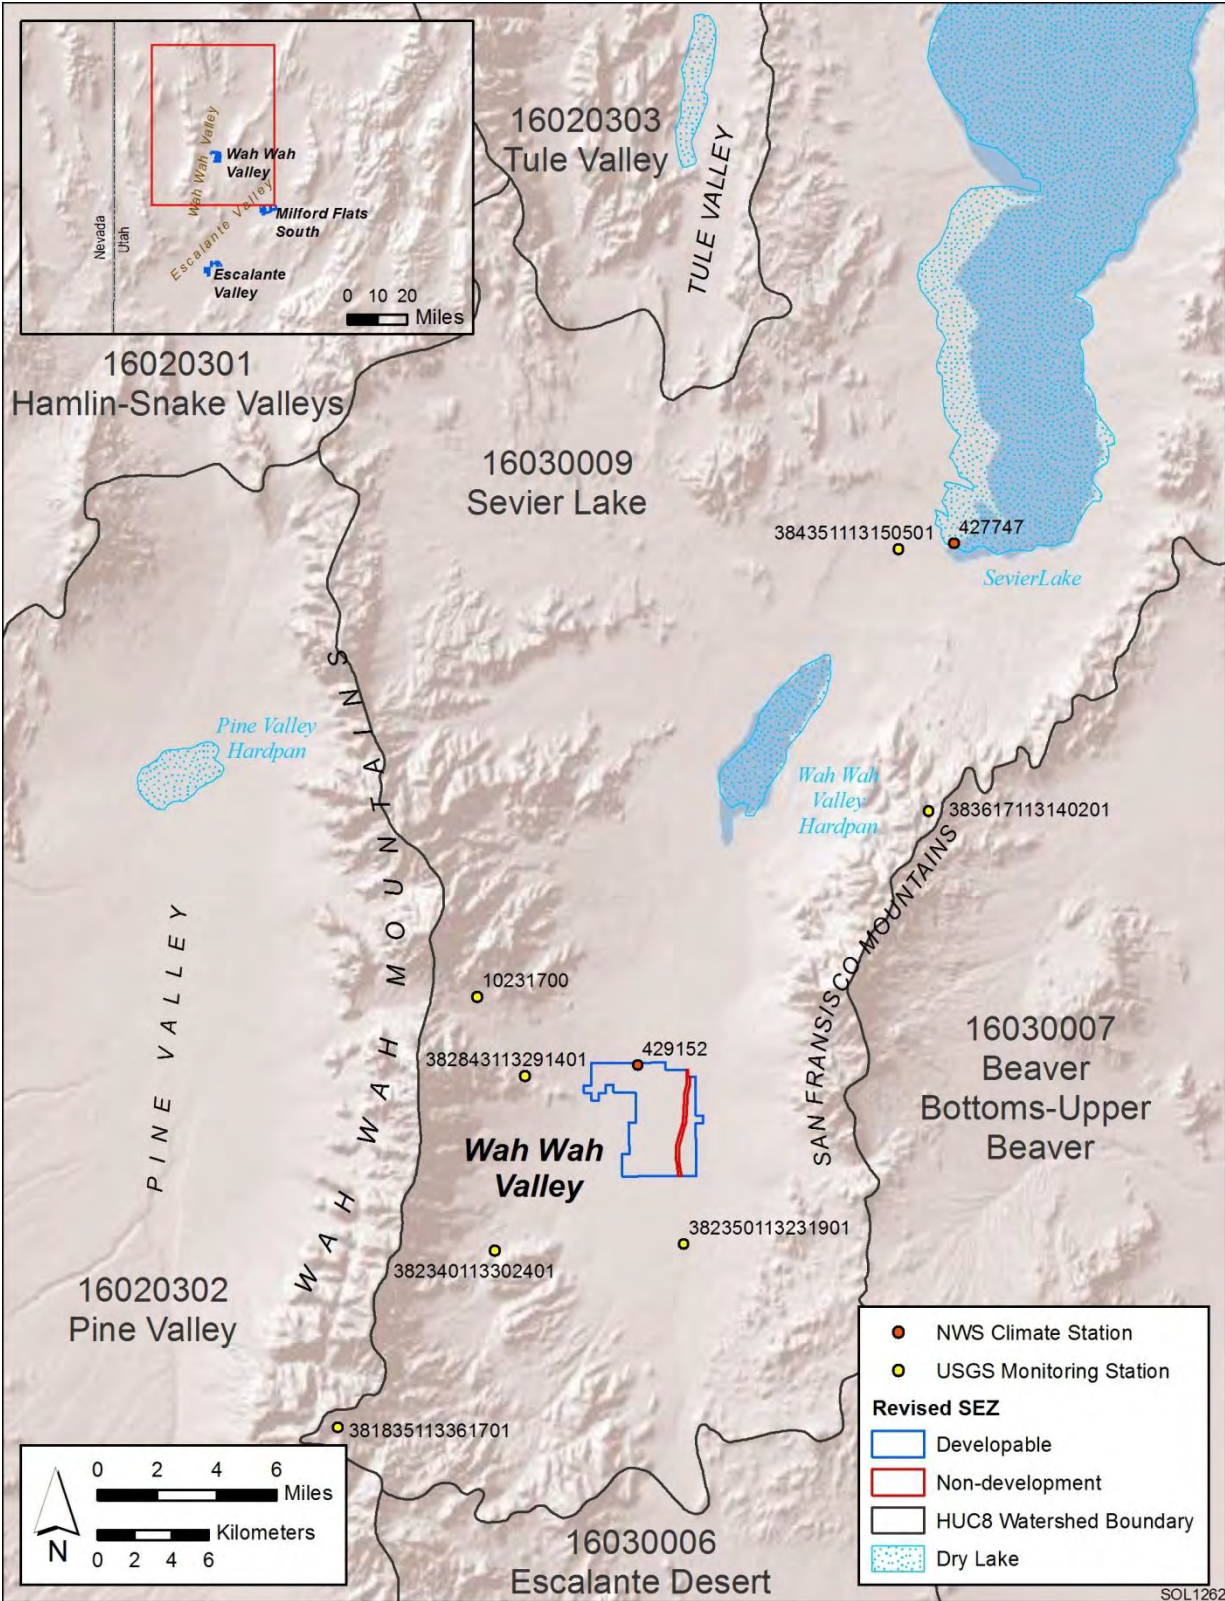 Wah Wah Valley
Wah Wah
Valley
Escalante Valley
Milford Flats
South
Nevada
Utah
Escalante
Valley
0 10 20
Miles
16020303
Tule Valley
TULE VALLEY
16020301
Hamlin-Snake Valleys
16030009
Sevier Lake
384351113150501
427747
SevierLake
WAH WAH MOUNTAINS
Pine Valley
Hardpan
Wah Wah
Valley
Hardpan
383617113140201
SAN FRANSISCO MOUNTAINS
PINE VALLEY
10231700
16030007
Beaver
Bottoms-Upper
Beaver
429152
382843113291401
Wah Wah
Valley
382350113231901
382340113302401
16020302
Pine Valley
381835113361701
NWS Climate Station
USGS Monitoring Station
Revised SEZ
Developable
Non-development
HUC8 Watershed Boundary
Dry Lake
N
0 2 4 6
Miles
Kilometers
0 2 4 6
16030006
Escalante Desert
SOL1262